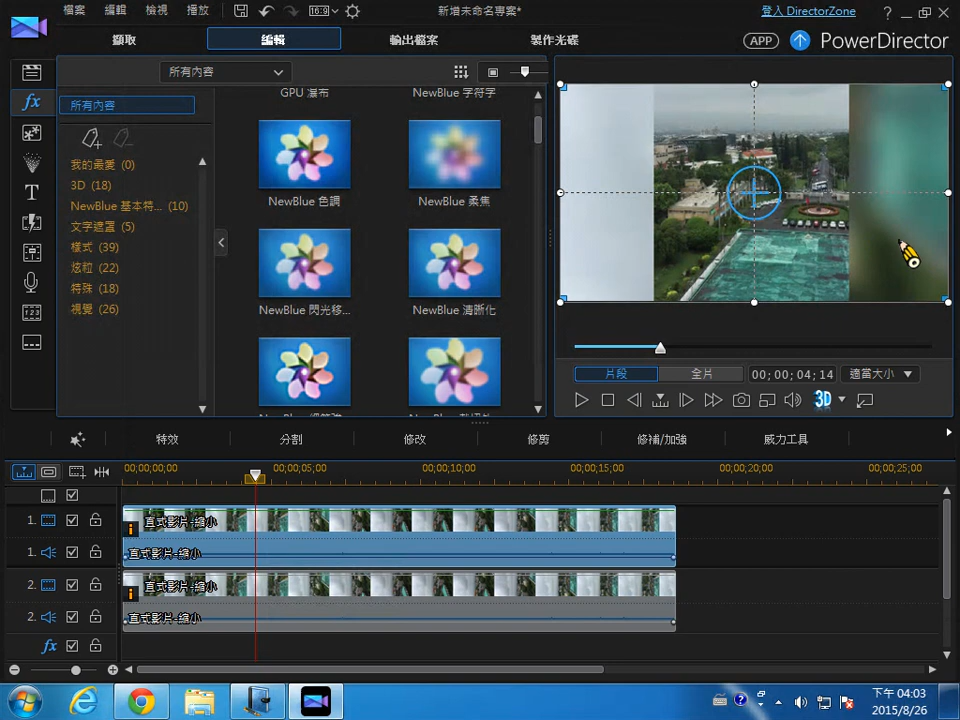 檔案 編輯 檢視 播放 16:9 新增未命名專案* 登入 DirectorZone ?
擷取 編輯 輸出檔案 製作光碟 APP PowerDirector
所有內容
所有內容
GPU 瀑布 NewBlue 字符字
我的最愛 (0)
3D (18)
NewBlue 基本特... (10)
文字遮罩 (5)
樣式 (39)
炫粒 (22)
特殊 (18)
視覺 (26)
NewBlue 色調 NewBlue 柔焦
NewBlue 閃光移... NewBlue 清晰化
片段 全片 00;00;04;14 適當大小
3D
特效 分割 修改 修剪 修補/加強 威力工具
00;00;00;00 00;00;05;00 00;00;10;00 00;00;15;00 00;00;20;00 00;00;25;00
1. 直式影片-縮小
1. 直式影片-縮小
2. 直式影片-縮小
2. 直式影片-縮小
fx
下午 04:03
2015/8/26